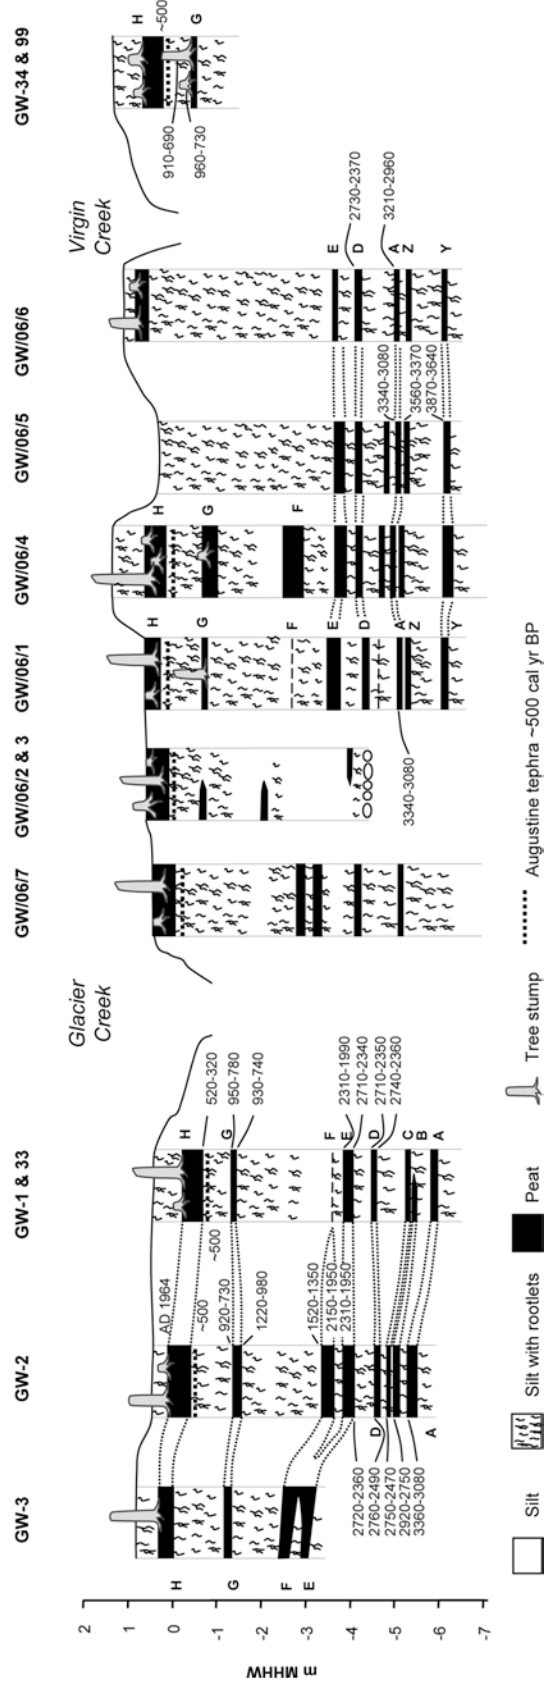 GW-3
GW-2
GW-1 & 33
GW/06/7
GW/06/2 & 3
GW/06/1
GW/06/4
GW/06/5
GW/06/6
GW-34 & 99
Glacier
Creek
Virgin
Creek
2
1
0
-1
-2
-3
-4
-5
-6
-7
m MHHW
H
G
F
E
AD 1964
~500
920-730
1220-980
1520-1350
2150-1950
2310-1950
D
A
2720-2360
2760-2490
2750-2470
2920-2750
3360-3080
~500
H
G
F
E
D
C
B
A
520-320
950-780
930-740
2310-1990
2710-2340
2710-2350
2740-2360
3340-3080
H
G
F
E
D
A
Z
Y
H
G
F
3340-3080
3560-3370
3870-3640
E
D
A
Z
Y
2730-2370
3210-2960
910-690
960-730
H
~500
G
Silt
Silt with rootlets
Peat
Tree stump
Augustine tephra ~500 cal yr BP